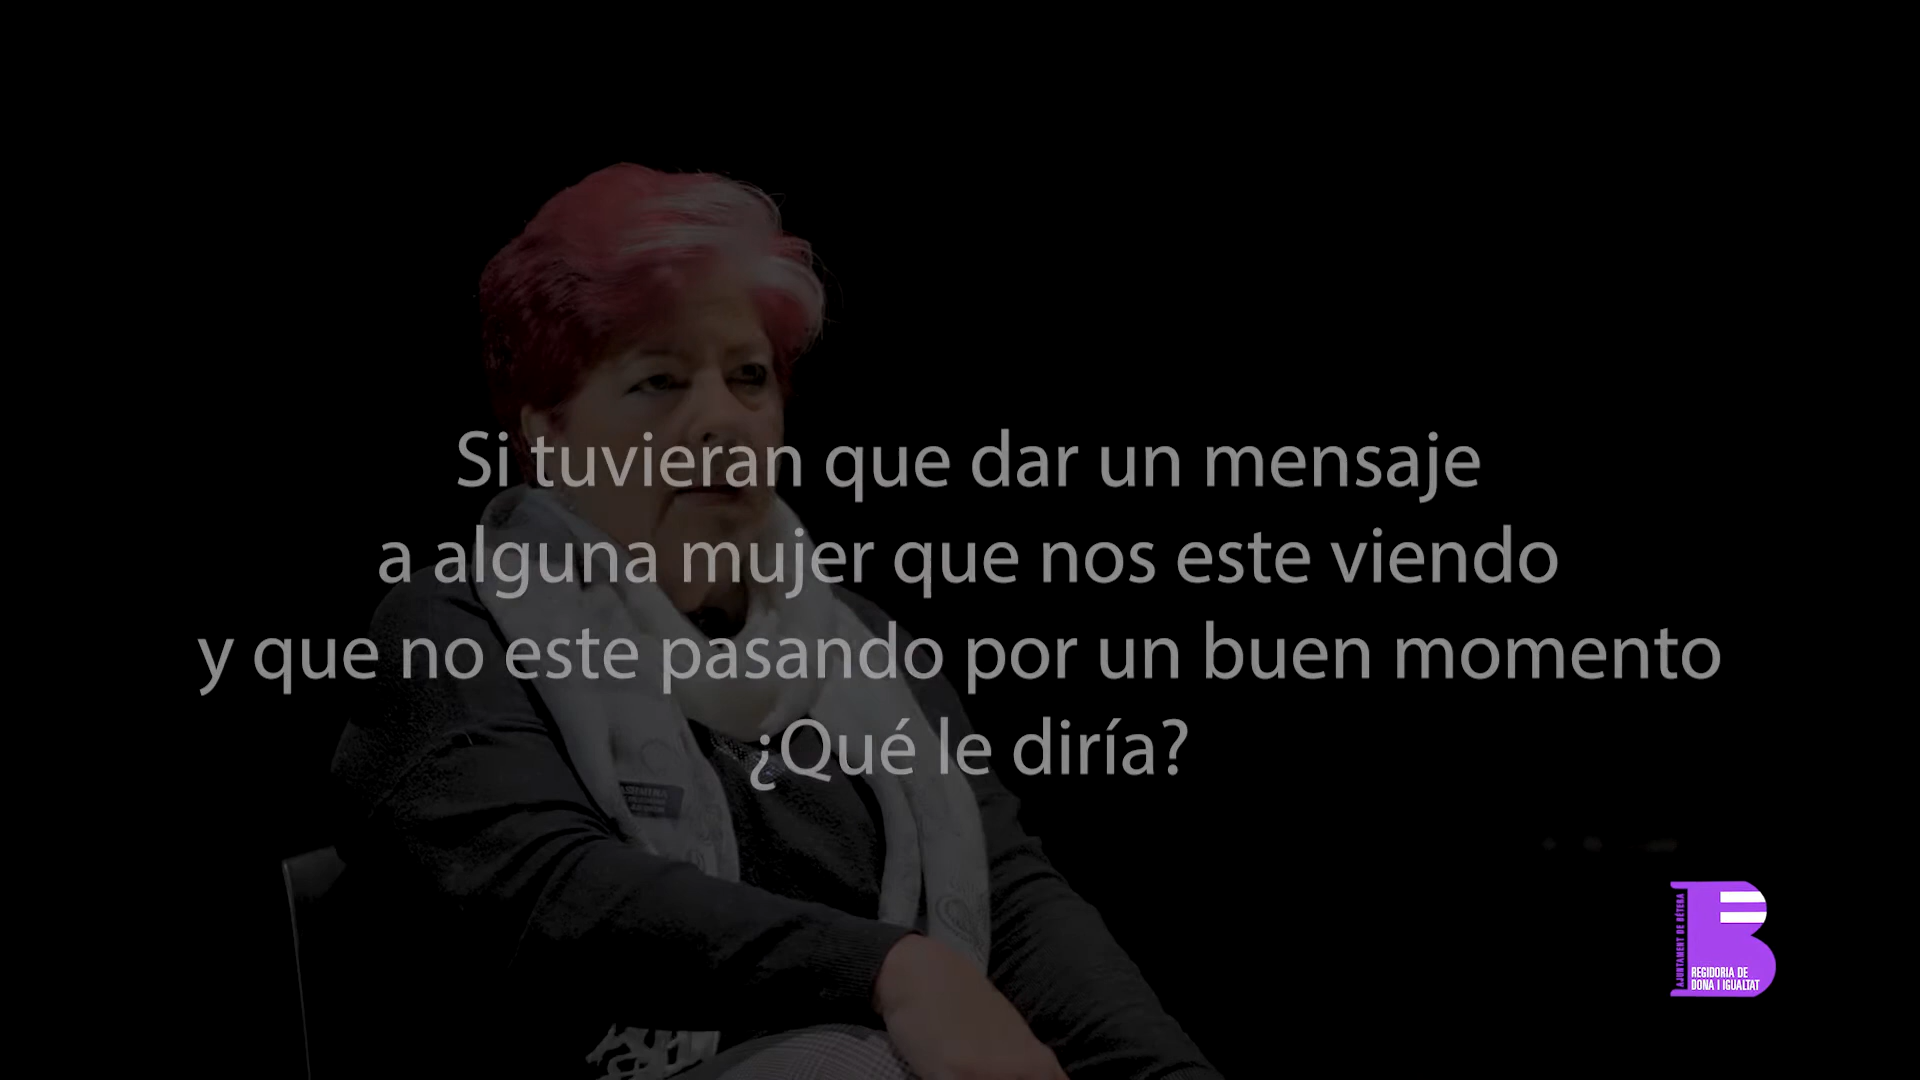 Si tuvieran que dar un mensaje
a alguna mujer que nos este viendo
y que no este pasando por un buen momento
¿Qué le diría?
AJUNTAMENT DE BÉTERA
REGIDORIA DE
DONA I IGUALTAT